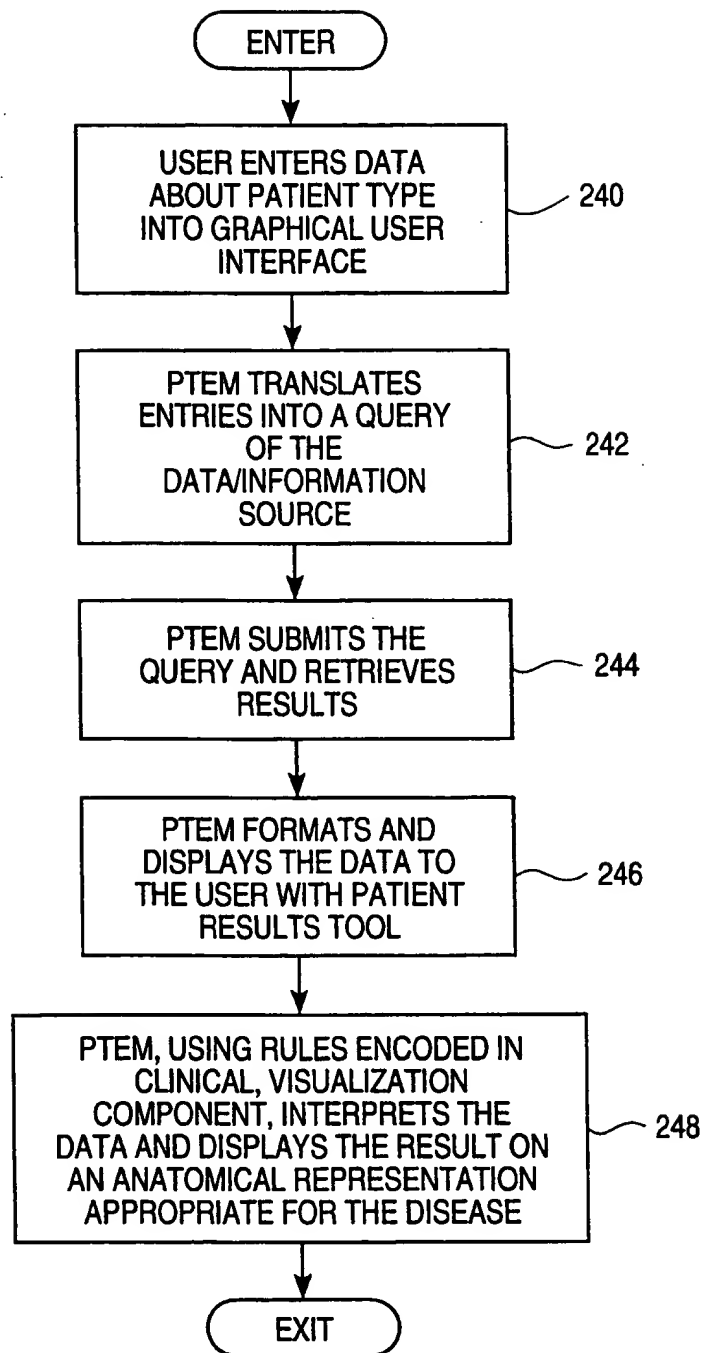 ENTER
USER ENTERS DATA
ABOUT PATIENT TYPE
INTO GRAPHICAL USER
INTERFACE
240
PTEM TRANSLATES
ENTRIES INTO A QUERY
OF THE
DATA/INFORMATION
SOURCE
242
PTEM SUBMITS THE
QUERY AND RETRIEVES
RESULTS
244
PTEM FORMATS AND
DISPLAYS THE DATA TO
THE USER WITH PATIENT
RESULTS TOOL
246
PTEM, USING RULES ENCODED IN
CLINICAL, VISUALIZATION
COMPONENT, INTERPRETS THE
DATA AND DISPLAYS THE RESULT ON
AN ANATOMICAL REPRESENTATION
APPROPRIATE FOR THE DISEASE
248
EXIT